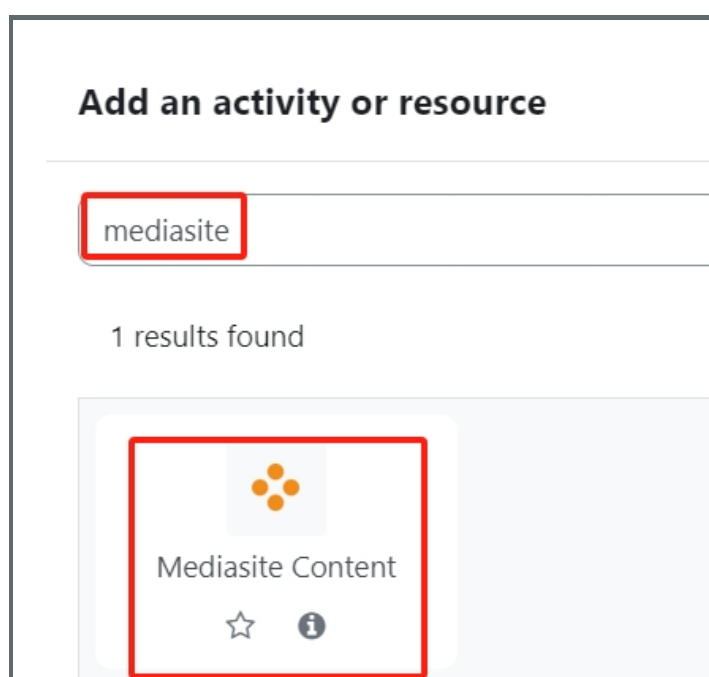 Add an activity or resource
mediasite
1 results found
Mediasite Content